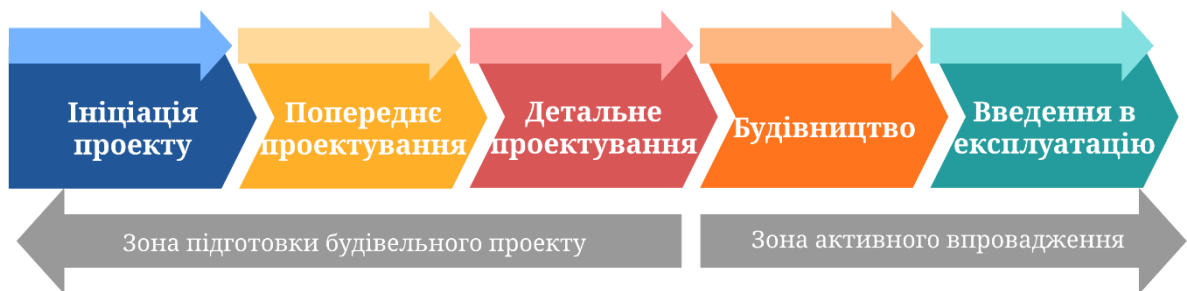 Ініціація
проекту
Попереднє
проектування
Детальне
проектування
Будівництво
Введення в
експлуатацію
Зона підготовки будівельного проекту
Зона активного впровадження